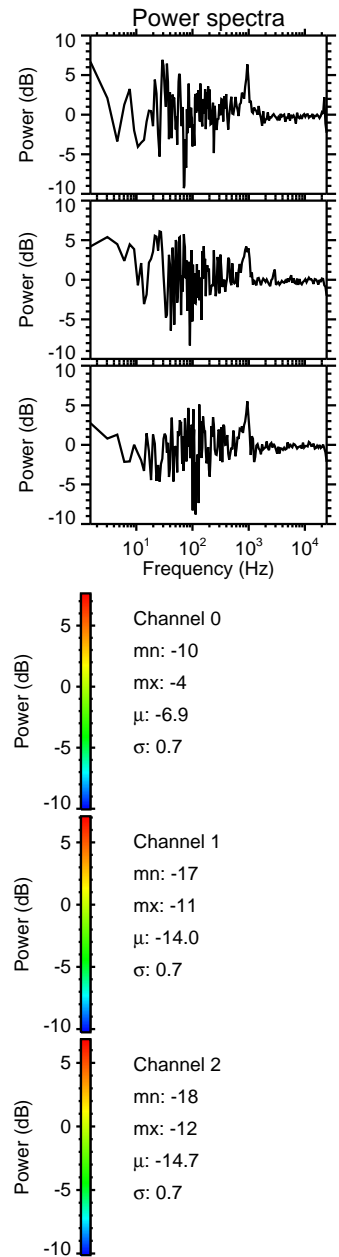 Power spectra
10
5
0
-5
-10
Power (dB)
10
5
0
-5
-10
Power (dB)
10
5
0
-5
-10
Power (dB)
10¹ 10² 10³ 10⁴
Frequency (Hz)
5
0
-5
-10
Power (dB)
Channel 0
mn: -10
mx: -4
μ: -6.9
σ: 0.7
5
0
-5
-10
Power (dB)
Channel 1
mn: -17
mx: -11
μ: -14.0
σ: 0.7
5
0
-5
-10
Power (dB)
Channel 2
mn: -18
mx: -12
μ: -14.7
σ: 0.7